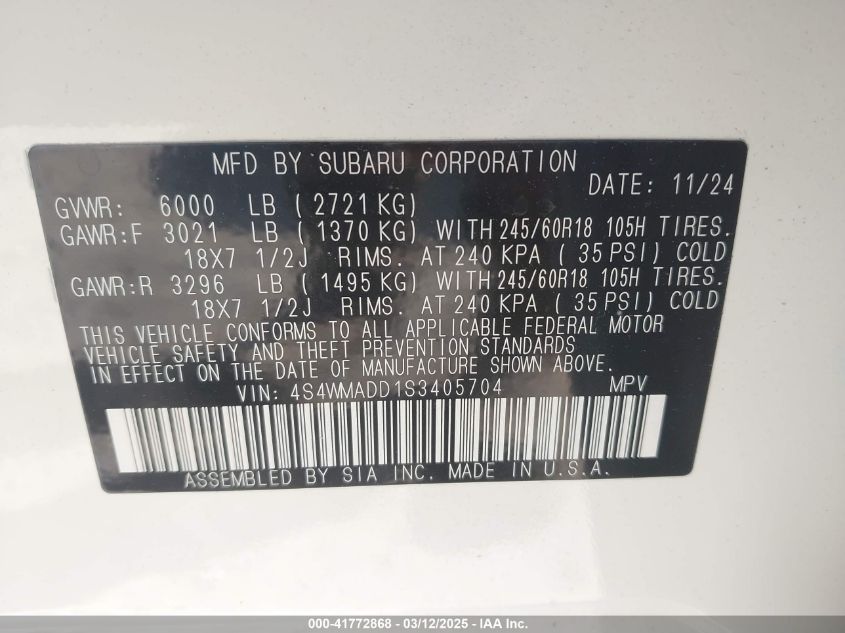 MFD BY SUBARU CORPORATION
DATE: 11/24
GVWR: 6000 LB ( 2721 KG)
GAWR:F 3021 LB ( 1370 KG) WITH 245/60R18 105H TIRES.
18X7 1/2J RIMS. AT 240 KPA ( 35 PSI) COLD
GAWR:R 3296 LB ( 1495 KG) WITH 245/60R18 105H TIRES.
18X7 1/2J RIMS. AT 240 KPA ( 35 PSI) COLD
THIS VEHICLE CONFORMS TO ALL APPLICABLE FEDERAL MOTOR
VEHICLE SAFETY AND THEFT PREVENTION STANDARDS
IN EFFECT ON THE DATE OF MANUFACTURE SHOWN ABOVE.
VIN: 4S4WMADD1S3405704 MPV
ASSEMBLED BY SIA INC. MADE IN U.S.A.
000-41772868 - 03/12/2025 - IAA Inc.